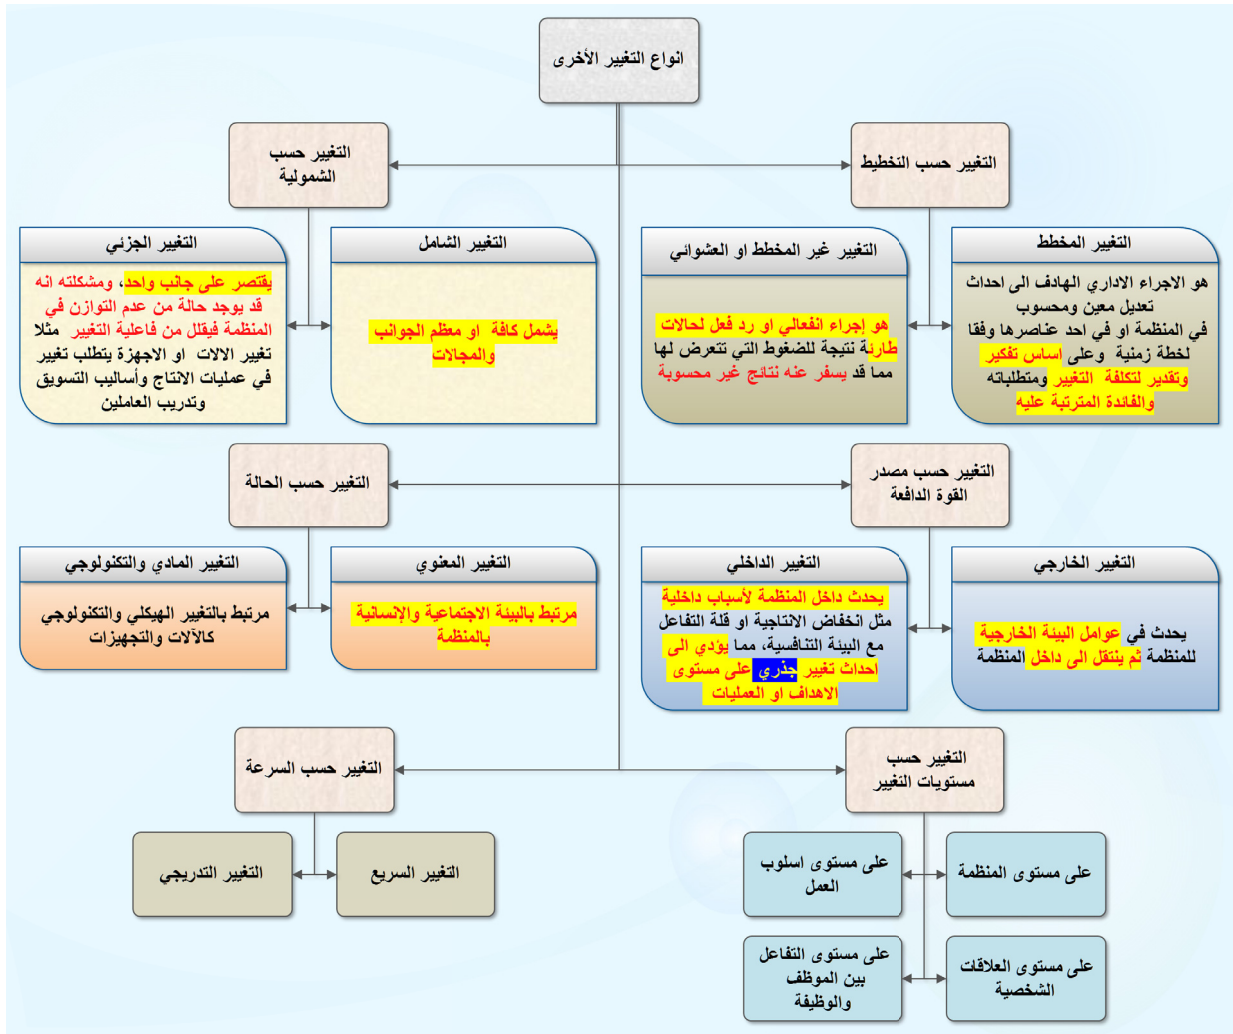 انواع التغيير الأخرى
التغيير حسب التخطيط
التغيير المخطط
هو الاجراء الاداري الهادف الى احداث
تعديل معين ومحسوب
في المنظمة او في احد عناصرها وفقا
لخطة زمنية وعلى اساس تفكير
وتقدير لتكلفة التغيير ومتطلباته
والفائدة المترتبة عليه
التغيير غير المخطط او العشوائي
هو إجراء انفعالي او رد فعل لحالات
طارئة نتيجة للضغوط التي تتعرض لها
مما قد يسفر عنه نتائج غير محسوبة
التغيير حسب
الشمولية
التغيير الشامل
يشمل كافة او معظم الجوانب
والمجالات
التغيير الجزئي
يقتصر على جانب واحد، ومشكلته انه
قد يوجد حالة من عدم التوازن في
المنظمة فيقلل من فاعلية التغيير مثلا
تغيير الالات او الاجهزة يتطلب تغيير
في عمليات الانتاج وأساليب التسويق
وتدريب العاملين
التغيير حسب مصدر
القوة الدافعة
التغيير الخارجي
يحدث في عوامل البيئة الخارجية
للمنظمة ثم ينتقل الى داخل المنظمة
التغيير الداخلي
يحدث داخل المنظمة لأسباب داخلية
مثل انخفاض الانتاجية او قلة التفاعل
مع البيئة التنافسية، مما يؤدي الى
احداث تغيير جذري على مستوى
الاهداف او العمليات
التغيير حسب الحالة
التغيير المعنوي
مرتبط بالبيئة الاجتماعية والإنسانية
بالمنظمة
التغيير المادي والتكنولوجي
مرتبط بالتغيير الهيكلي والتكنولوجي
كالآلات والتجهيزات
التغيير حسب
مستويات التغيير
على مستوى المنظمة
على مستوى اسلوب
العمل
على مستوى العلاقات
الشخصية
على مستوى التفاعل
بين الموظف
والوظيفة
التغيير حسب السرعة
التغيير السريع
التغيير التدريجي